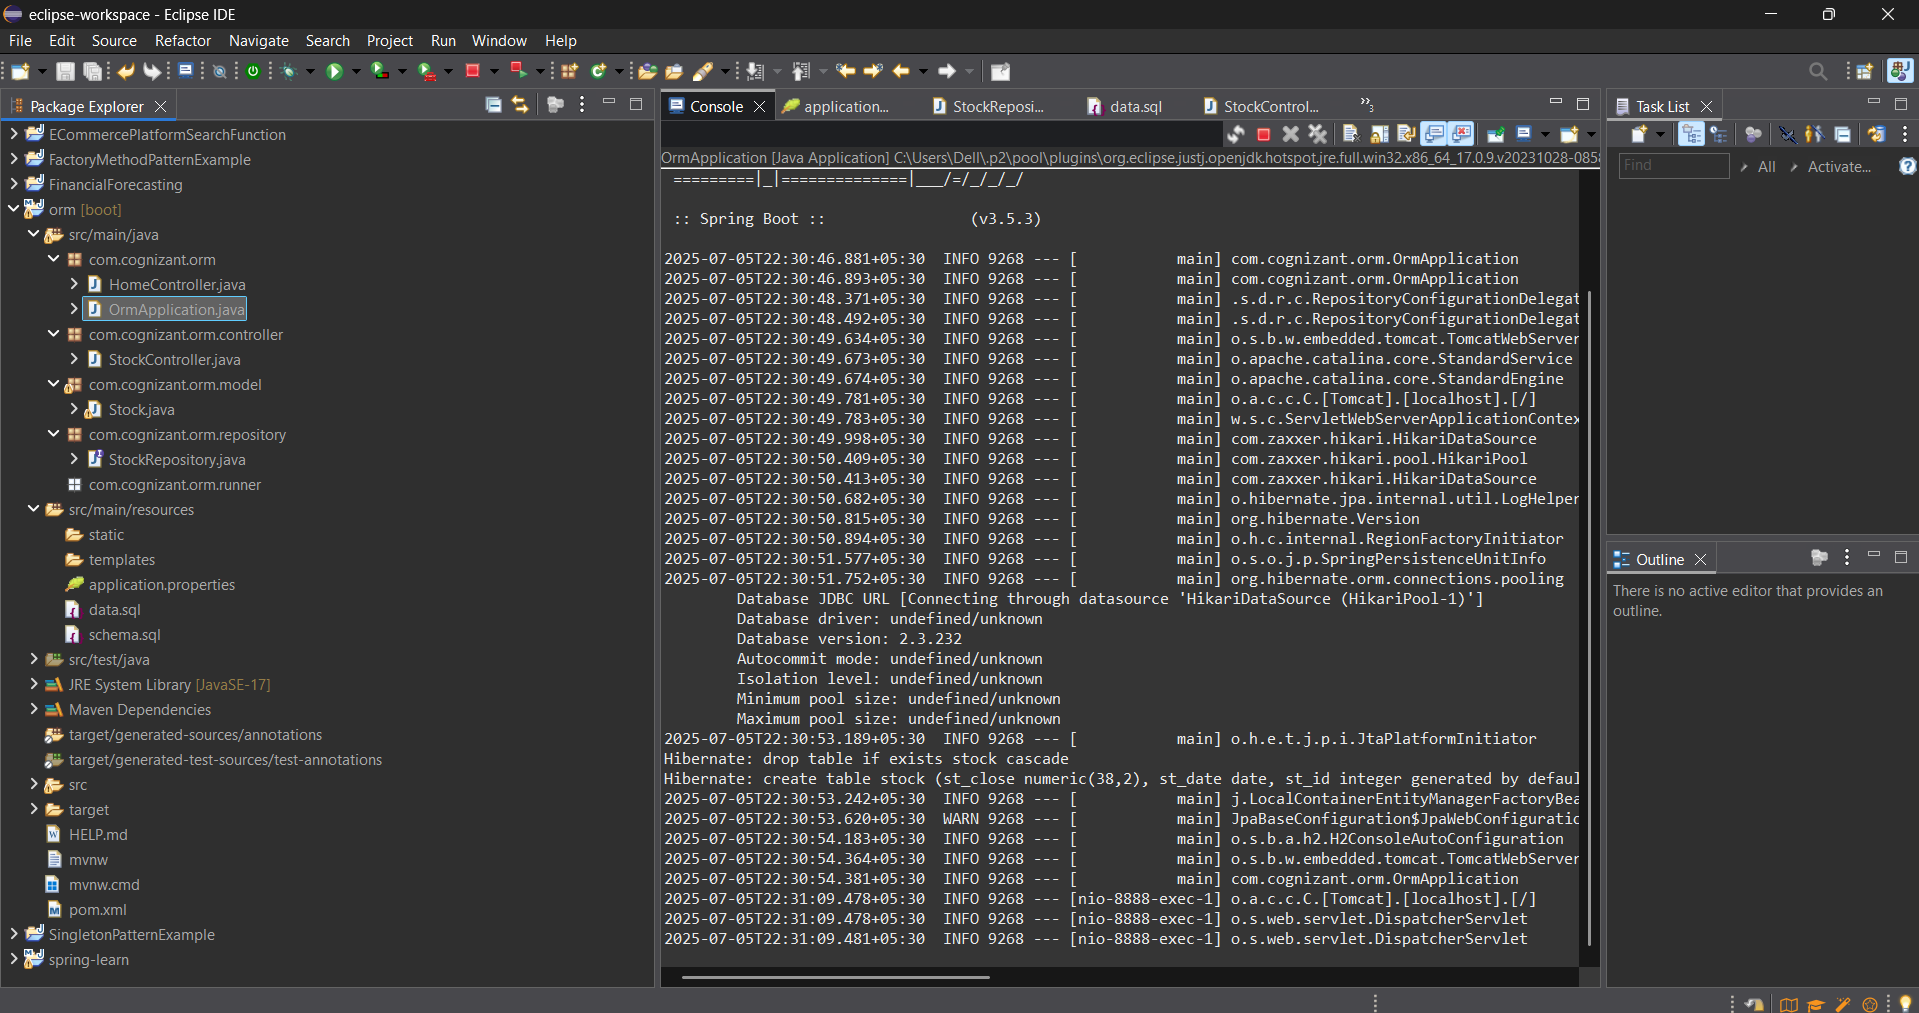 eclipse-workspace - Eclipse IDE
File Edit Source Refactor Navigate Search Project Run Window Help
Package Explorer
ECommercePlatformSearchFunction
FactoryMethodPatternExample
FinancialForecasting
orm [boot]
src/main/java
com.cognizant.orm
HomeController.java
OrmApplication.java
com.cognizant.orm.controller
StockController.java
com.cognizant.orm.model
Stock.java
com.cognizant.orm.repository
StockRepository.java
com.cognizant.orm.runner
src/main/resources
static
templates
application.properties
data.sql
schema.sql
src/test/java
JRE System Library [JavaSE-17]
Maven Dependencies
target/generated-sources/annotations
target/generated-test-sources/test-annotations
src
target
HELP.md
mvnw
mvnw.cmd
pom.xml
SingletonPatternExample
spring-learn
Console application... StockReposi... data.sql StockControl... »3
OrmApplication [Java Application] C:\Users\Dell\.p2\pool\plugins\org.eclipse.justj.openjdk.hotspot.jre.full.win32.x86_64_17.0.9.v20231028-085
=========|_|==============|___/=/_/_/_/
:: Spring Boot :: (v3.5.3)
2025-07-05T22:30:46.881+05:30 INFO 9268 --- [ main] com.cognizant.orm.OrmApplication
2025-07-05T22:30:46.893+05:30 INFO 9268 --- [ main] com.cognizant.orm.OrmApplication
2025-07-05T22:30:48.371+05:30 INFO 9268 --- [ main] .s.d.r.c.RepositoryConfigurationDelegat
2025-07-05T22:30:48.492+05:30 INFO 9268 --- [ main] .s.d.r.c.RepositoryConfigurationDelegat
2025-07-05T22:30:49.634+05:30 INFO 9268 --- [ main] o.s.b.w.embedded.tomcat.TomcatWebServer
2025-07-05T22:30:49.673+05:30 INFO 9268 --- [ main] o.apache.catalina.core.StandardService
2025-07-05T22:30:49.674+05:30 INFO 9268 --- [ main] o.apache.catalina.core.StandardEngine
2025-07-05T22:30:49.781+05:30 INFO 9268 --- [ main] o.a.c.c.C.[Tomcat].[localhost].[/]
2025-07-05T22:30:49.783+05:30 INFO 9268 --- [ main] w.s.c.ServletWebServerApplicationContex
2025-07-05T22:30:49.998+05:30 INFO 9268 --- [ main] com.zaxxer.hikari.HikariDataSource
2025-07-05T22:30:50.409+05:30 INFO 9268 --- [ main] com.zaxxer.hikari.pool.HikariPool
2025-07-05T22:30:50.413+05:30 INFO 9268 --- [ main] com.zaxxer.hikari.HikariDataSource
2025-07-05T22:30:50.682+05:30 INFO 9268 --- [ main] o.hibernate.jpa.internal.util.LogHelper
2025-07-05T22:30:50.815+05:30 INFO 9268 --- [ main] org.hibernate.Version
2025-07-05T22:30:50.894+05:30 INFO 9268 --- [ main] o.h.c.internal.RegionFactoryInitiator
2025-07-05T22:30:51.577+05:30 INFO 9268 --- [ main] o.s.o.j.p.SpringPersistenceUnitInfo
2025-07-05T22:30:51.752+05:30 INFO 9268 --- [ main] org.hibernate.orm.connections.pooling
Database JDBC URL [Connecting through datasource 'HikariDataSource (HikariPool-1)']
Database driver: undefined/unknown
Database version: 2.3.232
Autocommit mode: undefined/unknown
Isolation level: undefined/unknown
Minimum pool size: undefined/unknown
Maximum pool size: undefined/unknown
2025-07-05T22:30:53.189+05:30 INFO 9268 --- [ main] o.h.e.t.j.p.i.JtaPlatformInitiator
Hibernate: drop table if exists stock cascade
Hibernate: create table stock (st_close numeric(38,2), st_date date, st_id integer generated by defaul
2025-07-05T22:30:53.242+05:30 INFO 9268 --- [ main] j.LocalContainerEntityManagerFactoryBea
2025-07-05T22:30:53.620+05:30 WARN 9268 --- [ main] JpaBaseConfiguration$JpaWebConfiguratic
2025-07-05T22:30:54.183+05:30 INFO 9268 --- [ main] o.s.b.a.h2.H2ConsoleAutoConfiguration
2025-07-05T22:30:54.364+05:30 INFO 9268 --- [ main] o.s.b.w.embedded.tomcat.TomcatWebServer
2025-07-05T22:30:54.381+05:30 INFO 9268 --- [ main] com.cognizant.orm.OrmApplication
2025-07-05T22:31:09.478+05:30 INFO 9268 --- [nio-8888-exec-1] o.a.c.c.C.[Tomcat].[localhost].[/]
2025-07-05T22:31:09.478+05:30 INFO 9268 --- [nio-8888-exec-1] o.s.web.servlet.DispatcherServlet
2025-07-05T22:31:09.481+05:30 INFO 9268 --- [nio-8888-exec-1] o.s.web.servlet.DispatcherServlet
Task List
Find All Activate...
Outline
There is no active editor that provides an
outline.